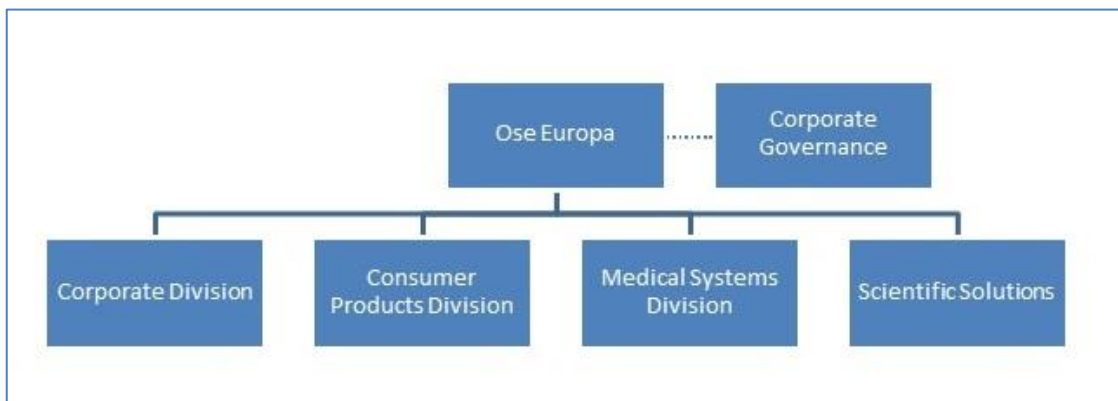 Ose Europa
Corporate
Governance
Corporate Division
Consumer
Products Division
Medical Systems
Division
Scientific Solutions